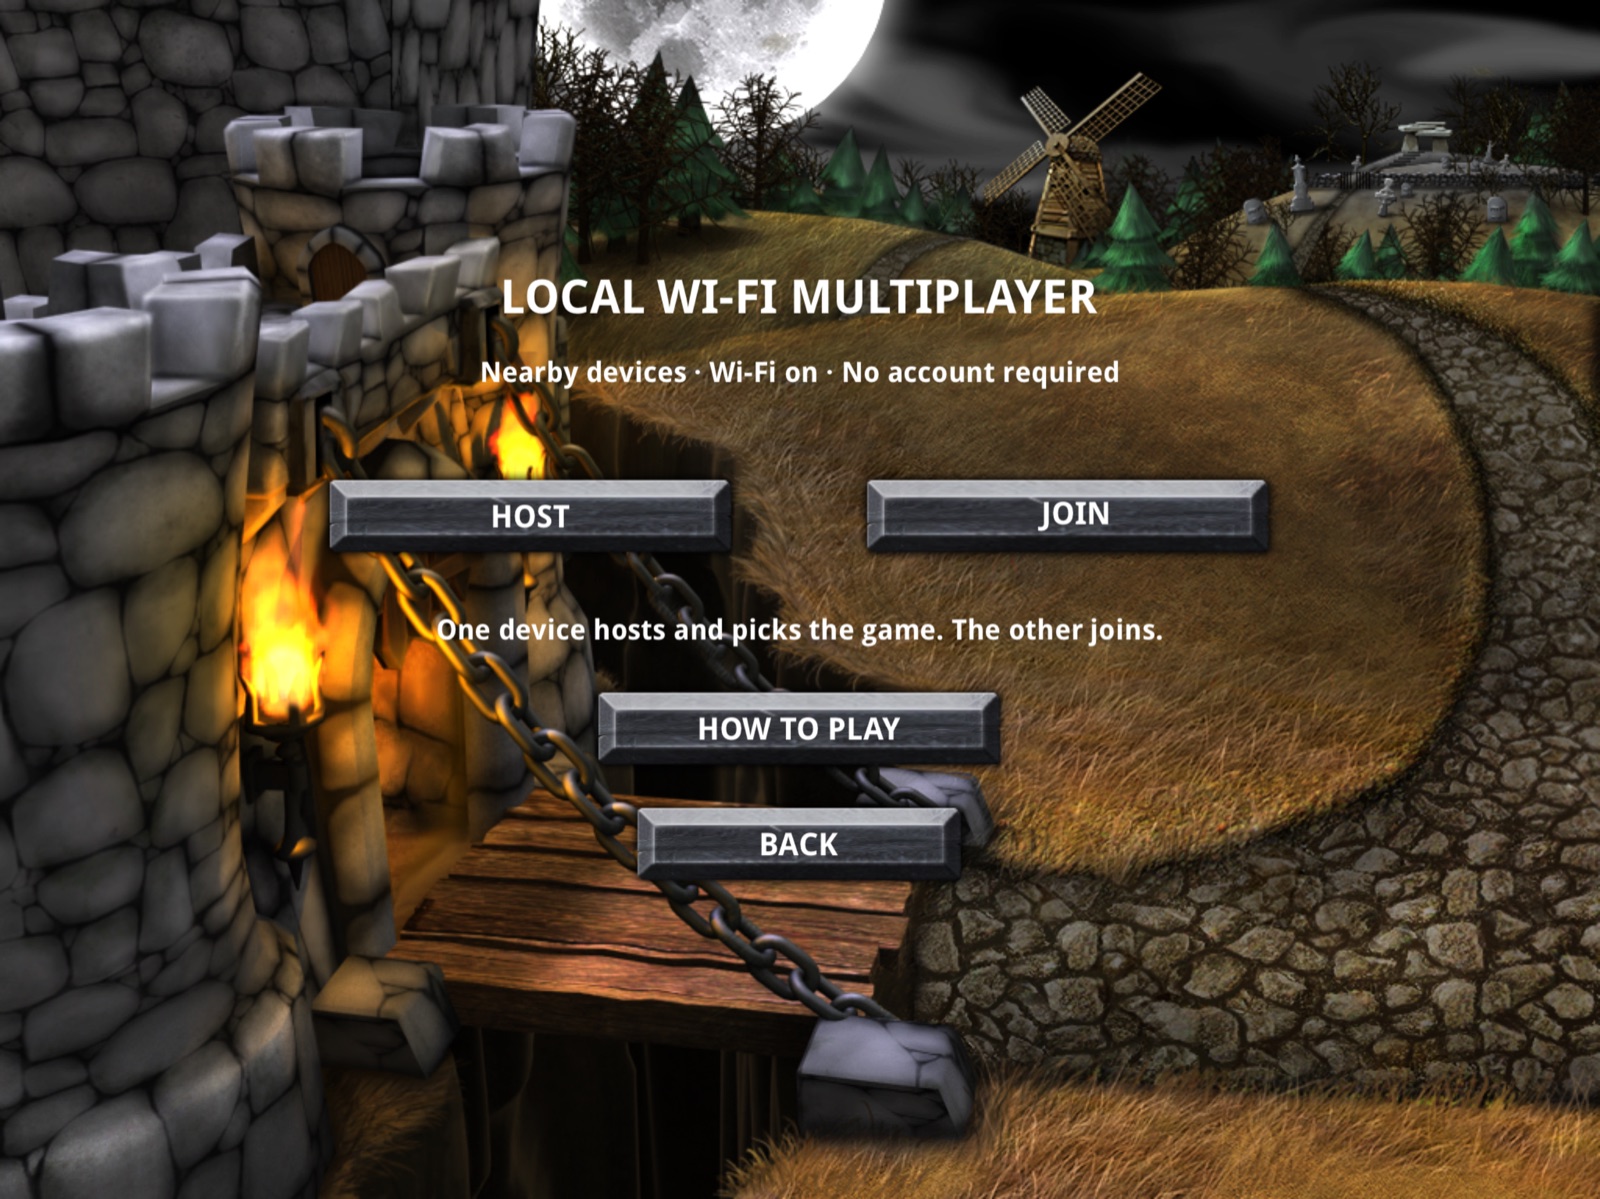 LOCAL WI-FI MULTIPLAYER
Nearby devices · Wi-Fi on · No account required
HOST
JOIN
One device hosts and picks the game. The other joins.
HOW TO PLAY
BACK